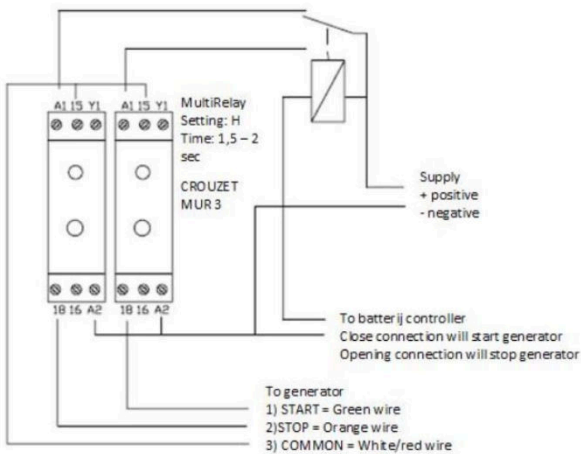 A1 15 Y1
A1 15 Y1
MultiRelay
Setting: H
Time: 1,5 – 2
sec
CROUZET
MUR 3
18 16 A2
18 16 A2
Supply
+ positive
- negative
To batterij controller
Close connection will start generator
Opening connection will stop generator
To generator
1) START = Green wire
2)STOP = Orange wire
3) COMMON = White/red wire